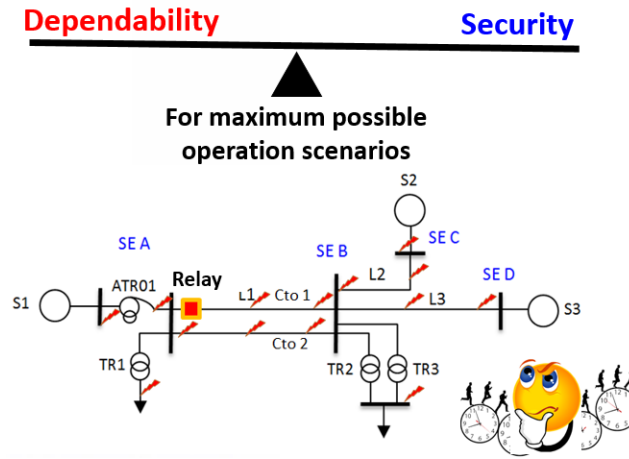 Dependability
Security
For maximum possible
operation scenarios
S2
SE A
SE B
SE C
ATR01
Relay
L2
SE D
S1
L1
Cto 1
L3
S3
Cto 2
TR1
TR2
TR3